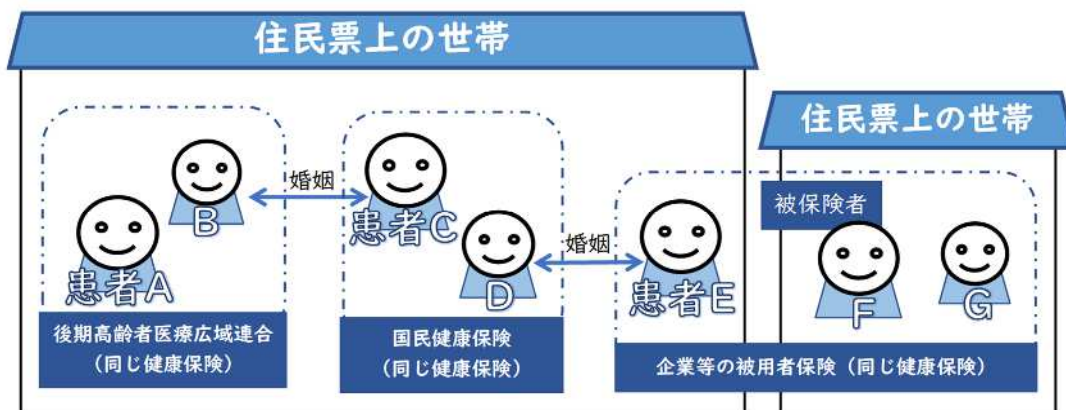 住民票上の世帯
住民票上の世帯
婚姻
被保険者
B
患者C
婚姻
患者A
D
患者E
F
G
後期高齢者医療広域連合
（同じ健康保険）
国民健康保険
（同じ健康保険）
企業等の被用者保険（同じ健康保険）